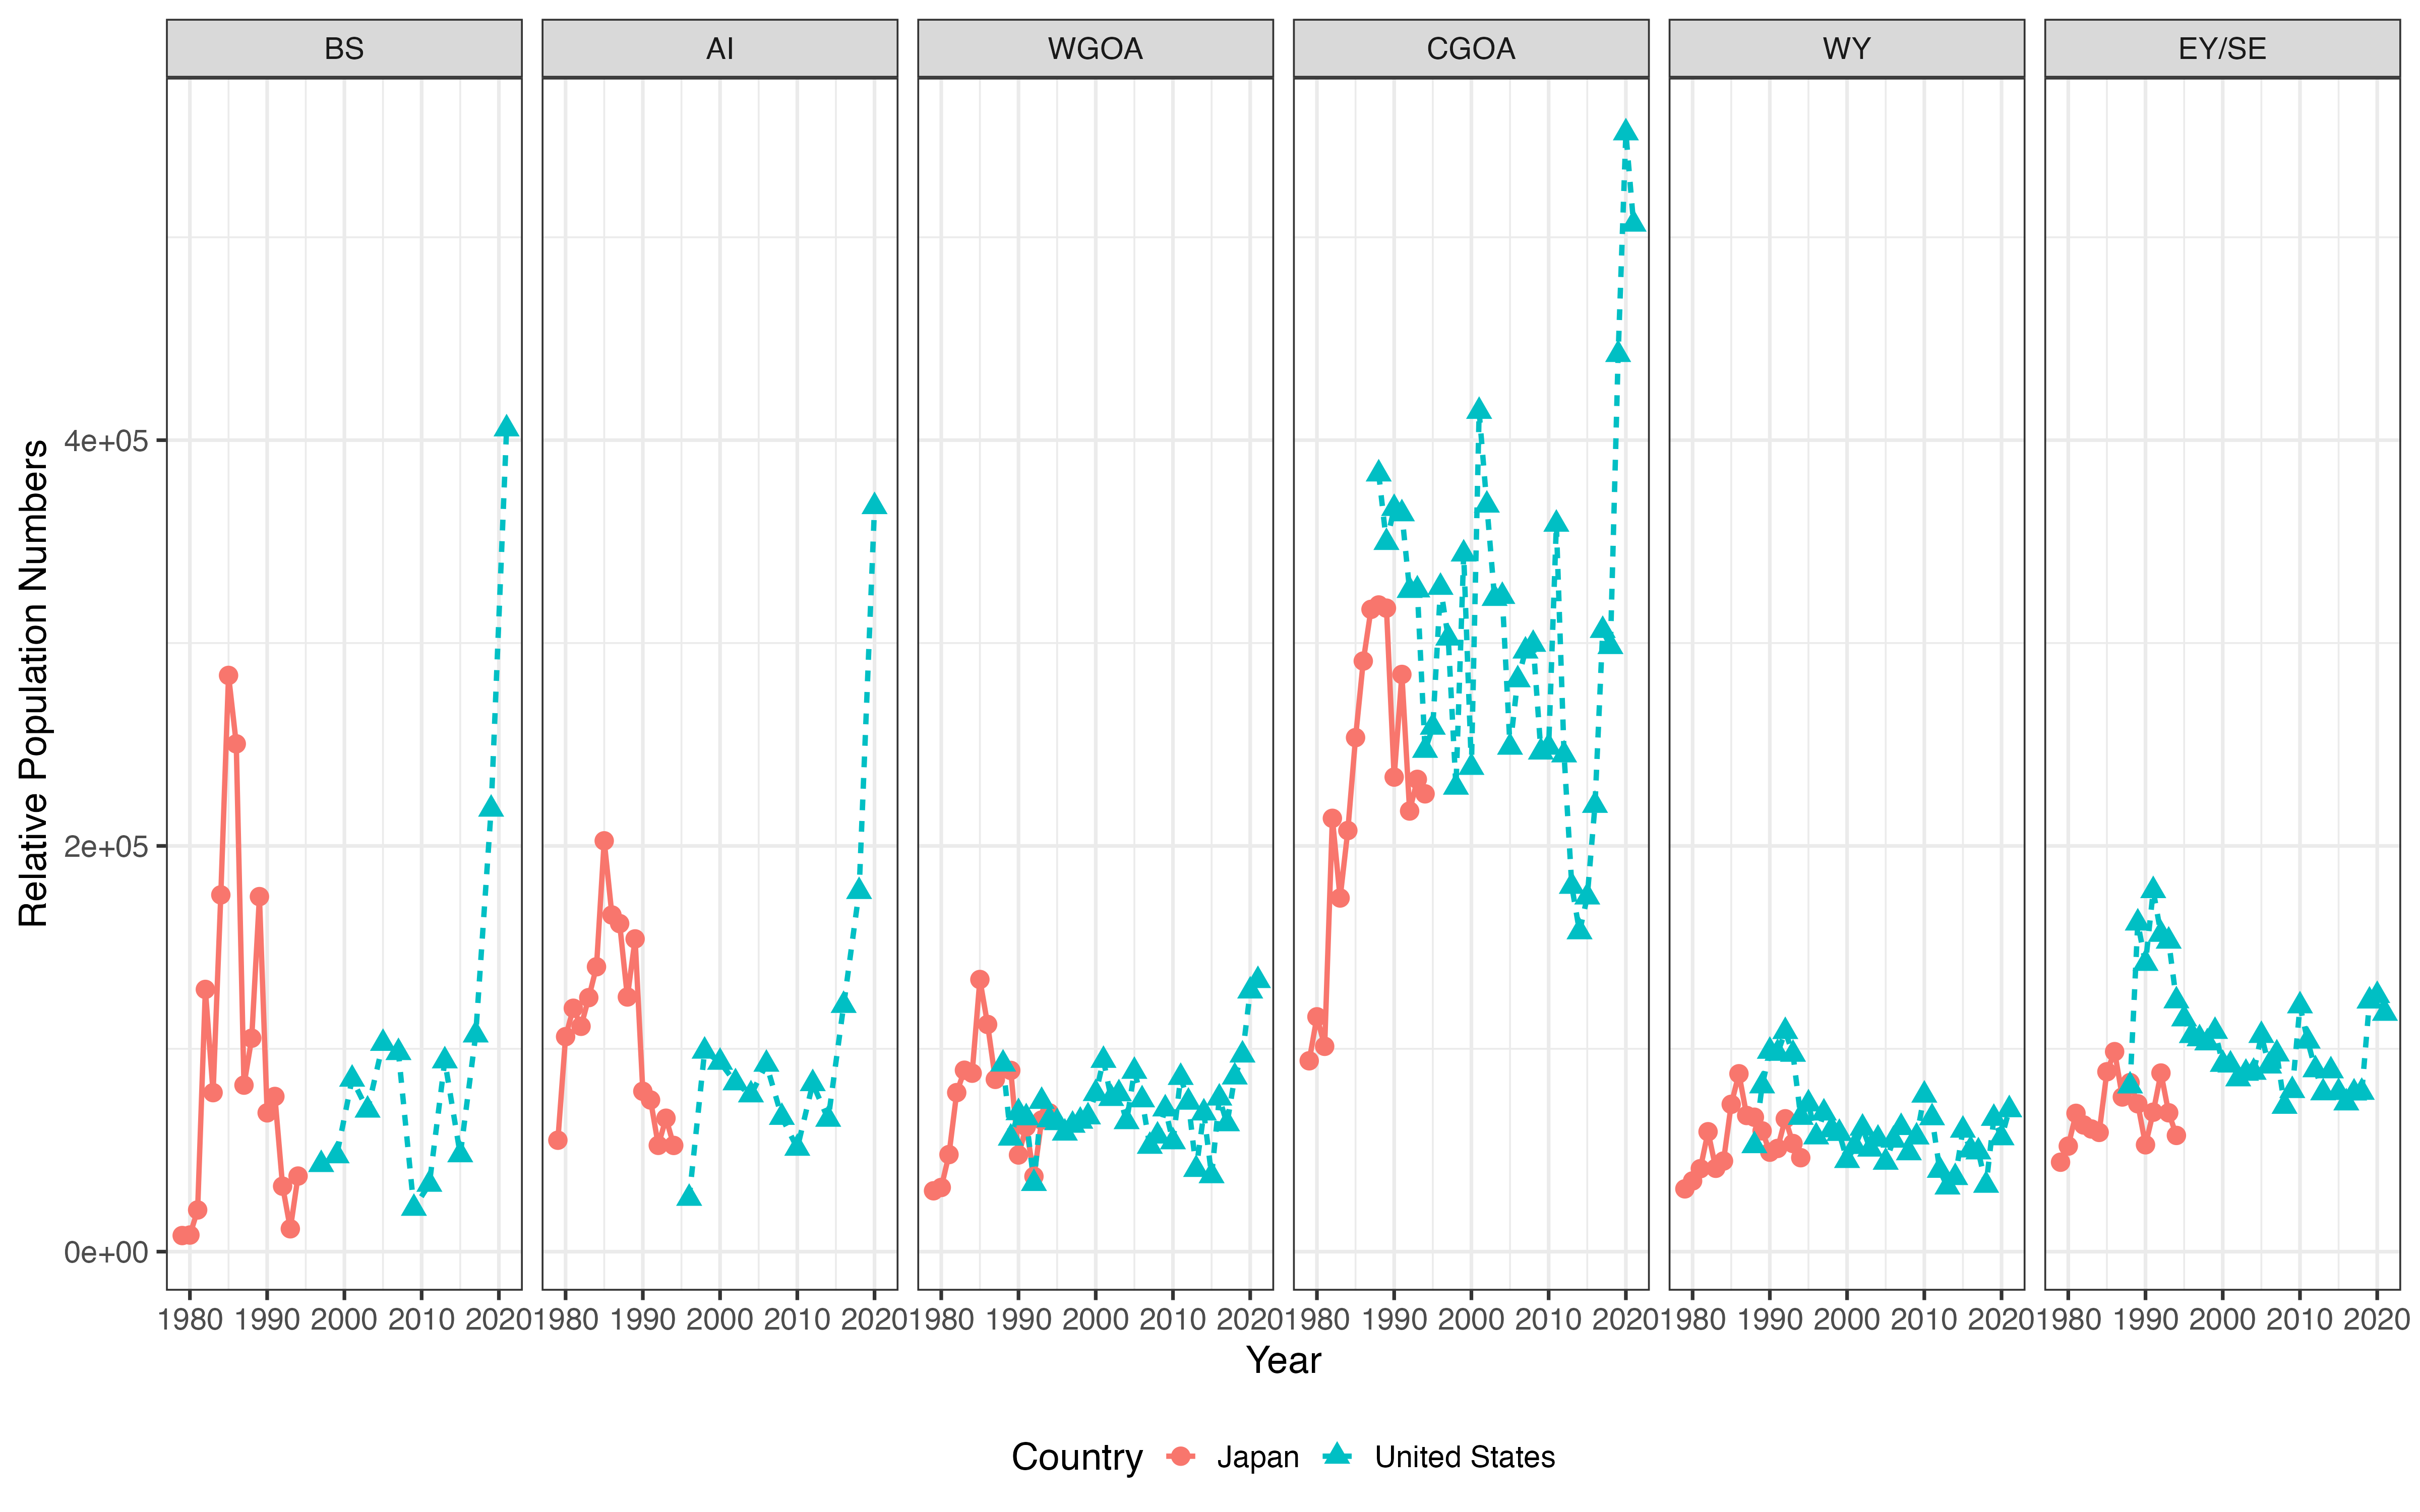 BS AI WGOA CGOA WY EY/SE
Relative Population Numbers
4e+05
2e+05
0e+00
1980 1990 2000 2010 2020 1980 1990 2000 2010 2020 1980 1990 2000 2010 2020 1980 1990 2000 2010 2020 1980 1990 2000 2010 2020 1980 1990 2000 2010 2020
Year
Country Japan United States